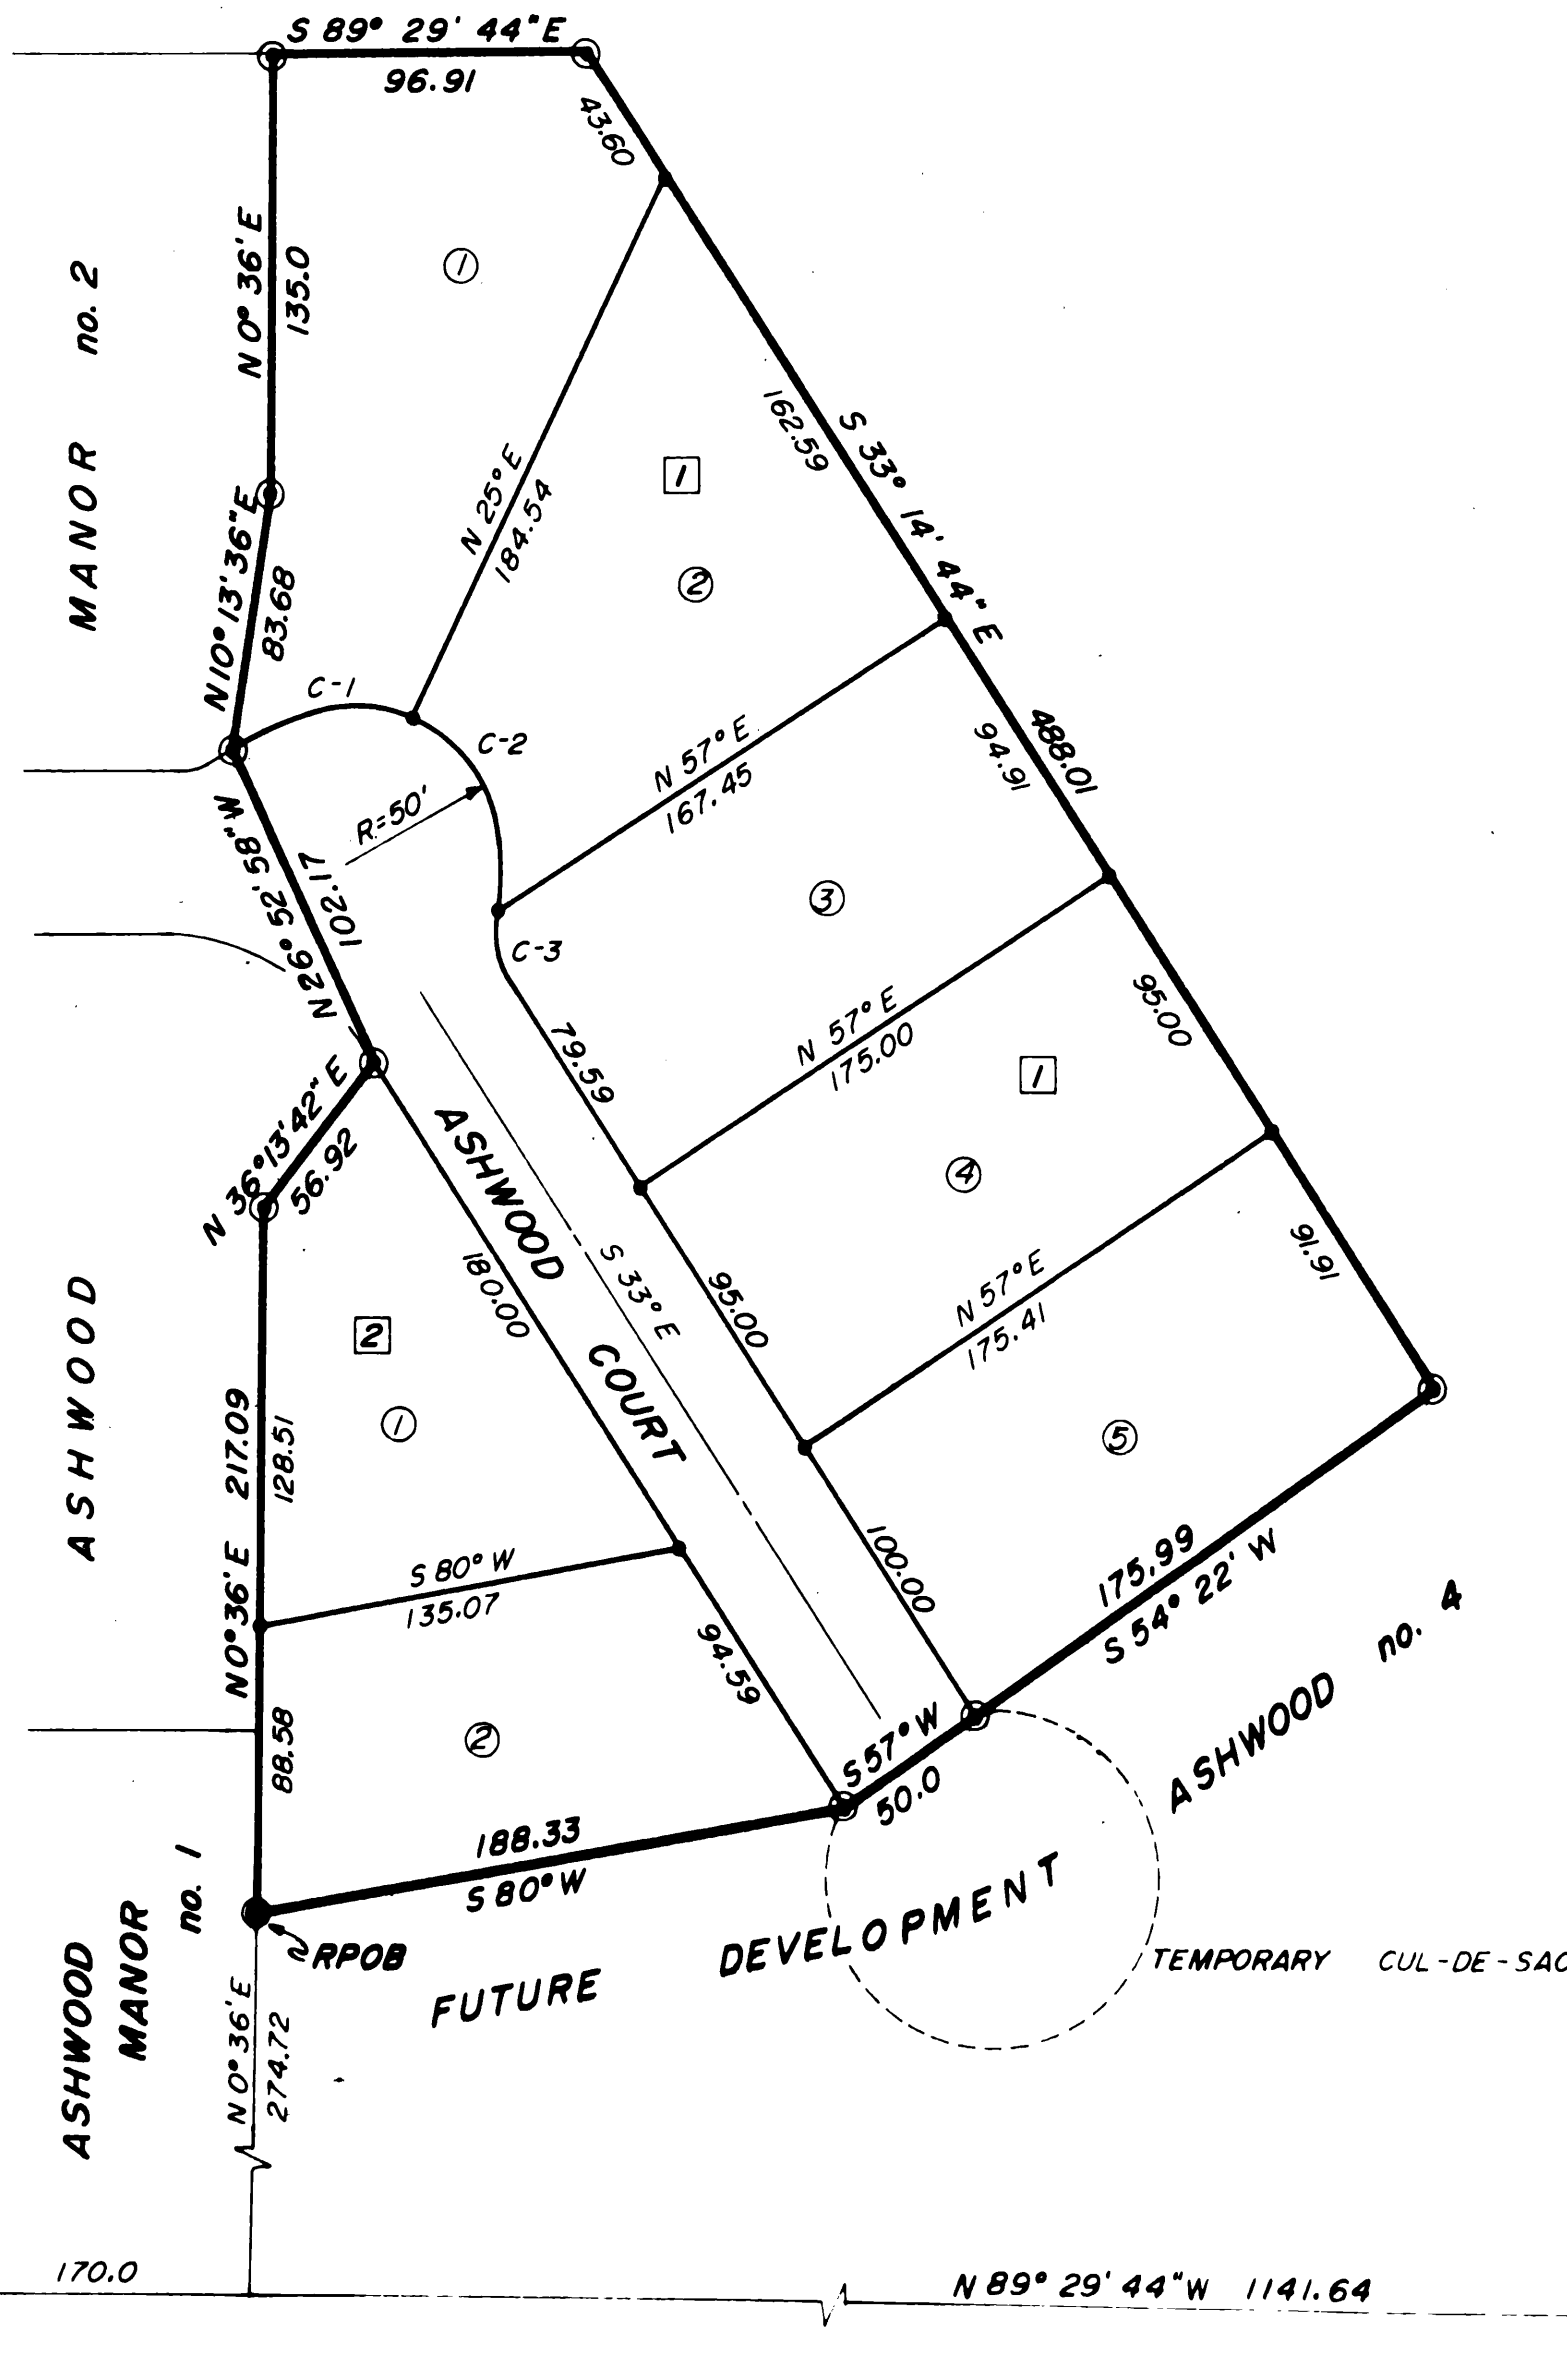 S 89° 29' 44" E
96.91
43.60
N 0° 36' E
135.0
MANOR no. 2
1
N 25° E
184.54
1
2
162.59
S 33° 14' 44" E
488.01
N 10° 13' 36" E
83.68
C-1
C-2
R=50'
N 57° E
167.45
94.91
3
C-3
N 26° 52' 58" W
102.17
79.59
N 57° E
175.00
95.00
1
4
N 36° 13' 42" E
56.92
ASHWOOD COURT
S 33° E
180.00
95.00
N 57° E
175.41
91.91
2
1
5
ASHWOOD
N 0° 36' E 217.09
128.51
100.00
S 80° W
135.07
94.59
175.99
S 54° 22' W
ASHWOOD no. 4
88.58
2
S 57° W
50.0
188.33
S 80° W
ASHWOOD
MANOR
no. 1
RPOB
FUTURE DEVELOPMENT
TEMPORARY CUL-DE-SAC
N 0° 36' E
274.72
170.0
N 89° 29' 44" W 1141.64